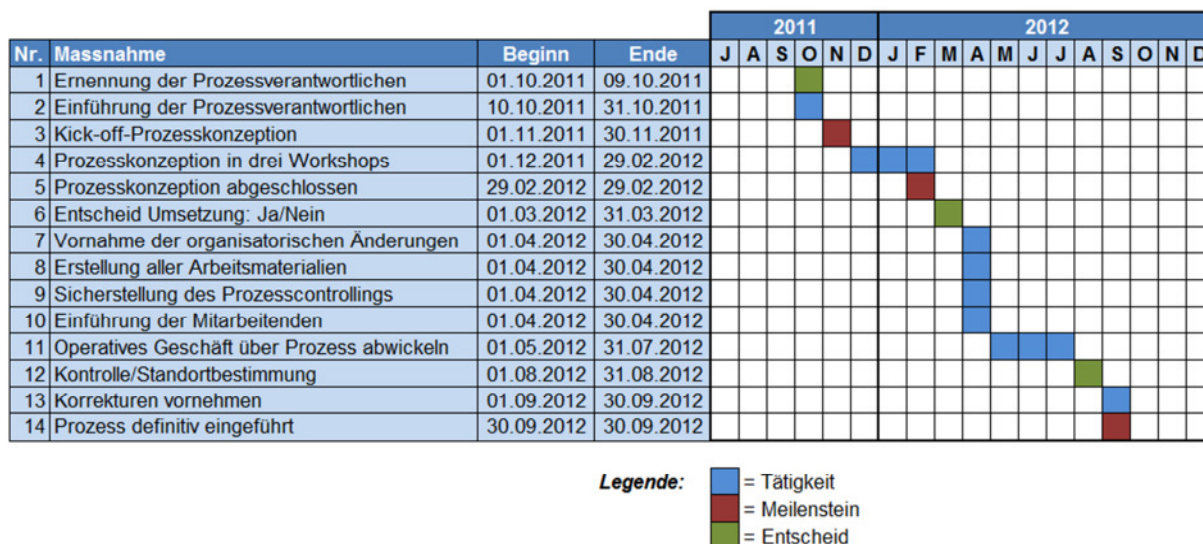 2011 2012
Nr. Massnahme Beginn Ende J A S O N D J F M A M J J A S O N D
1 Ernennung der Prozessverantwortlichen 01.10.2011 09.10.2011
2 Einführung der Prozessverantwortlichen 10.10.2011 31.10.2011
3 Kick-off-Prozesskonzeption 01.11.2011 30.11.2011
4 Prozesskonzeption in drei Workshops 01.12.2011 29.02.2012
5 Prozesskonzeption abgeschlossen 29.02.2012 29.02.2012
6 Entscheid Umsetzung: Ja/Nein 01.03.2012 31.03.2012
7 Vornahme der organisatorischen Änderungen 01.04.2012 30.04.2012
8 Erstellung aller Arbeitsmaterialien 01.04.2012 30.04.2012
9 Sicherstellung des Prozesscontrollings 01.04.2012 30.04.2012
10 Einführung der Mitarbeitenden 01.04.2012 30.04.2012
11 Operatives Geschäft über Prozess abwickeln 01.05.2012 31.07.2012
12 Kontrolle/Standortbestimmung 01.08.2012 31.08.2012
13 Korrekturen vornehmen 01.09.2012 30.09.2012
14 Prozess definitiv eingeführt 30.09.2012 30.09.2012
Legende: = Tätigkeit
= Meilenstein
= Entscheid